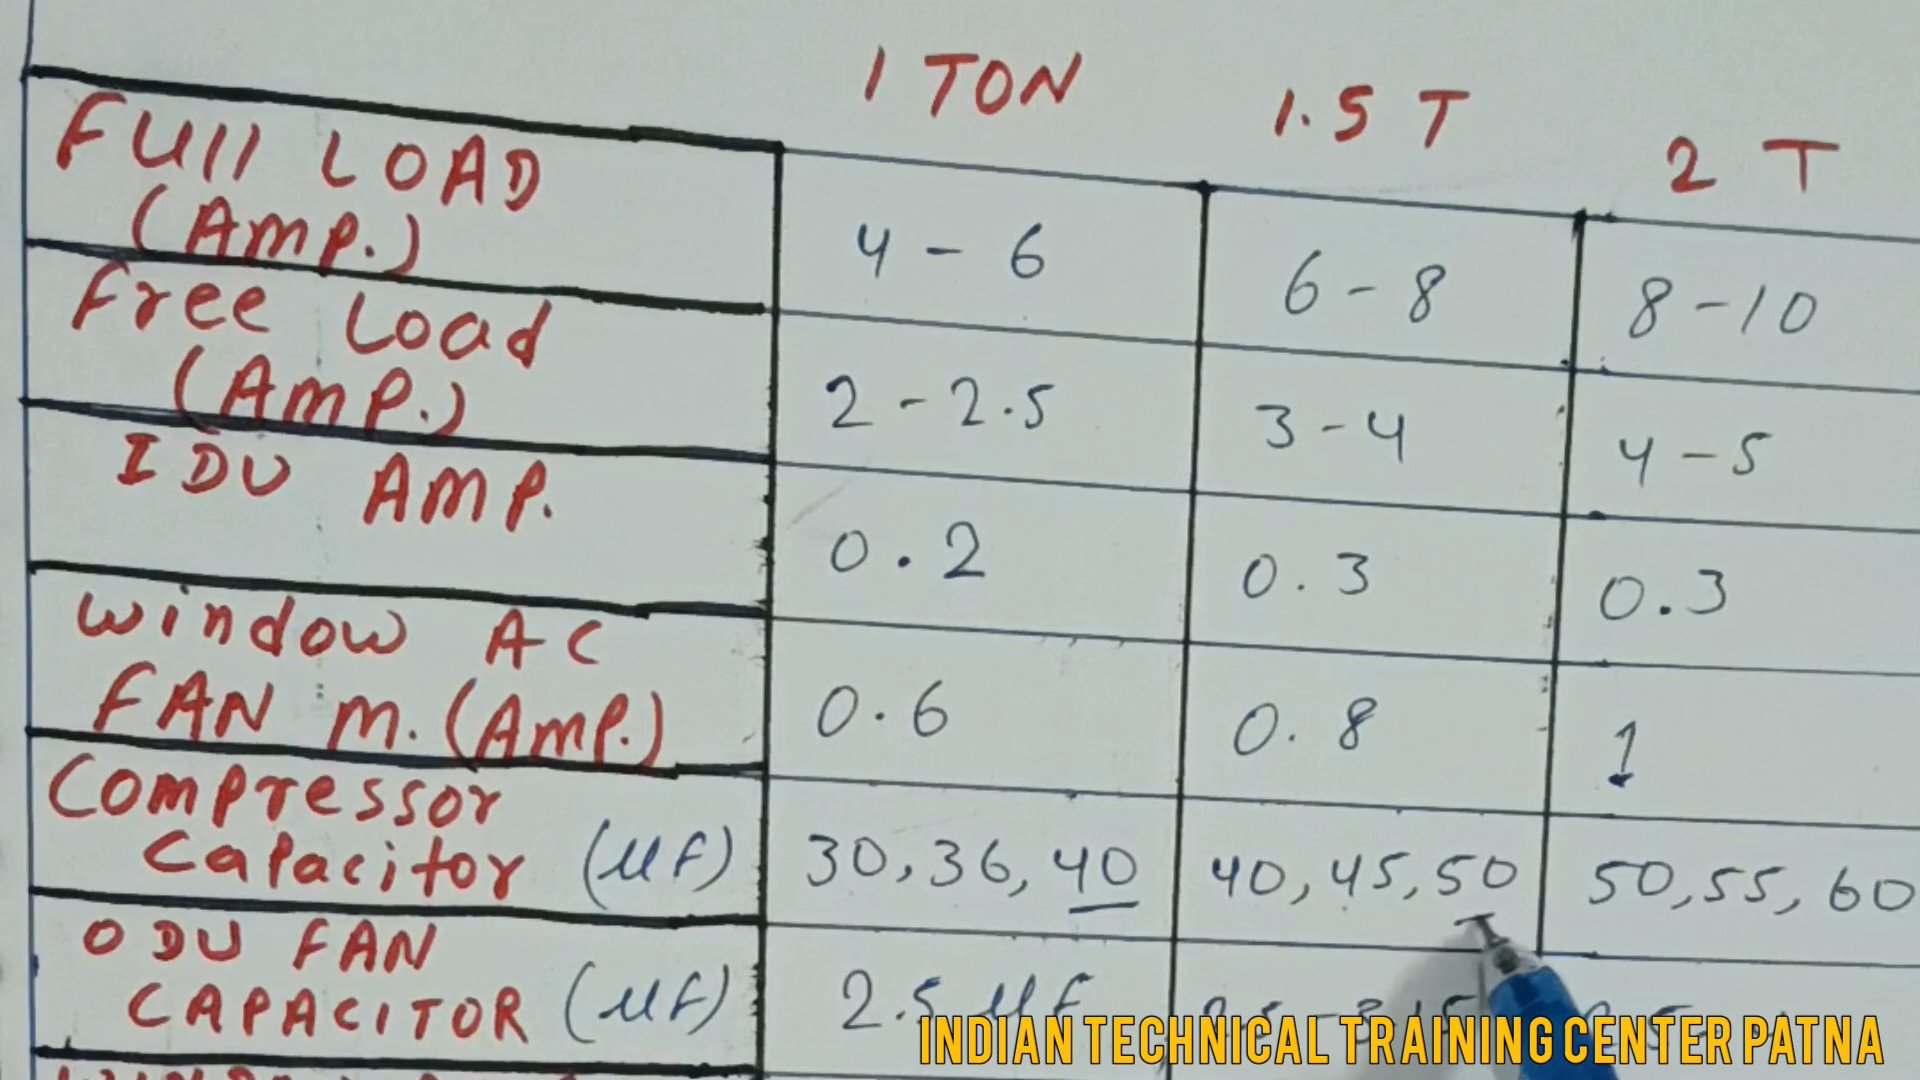 1 TON 1.5 T 2 T
FUll LOAD
(AMP.) 4 - 6 6 - 8 8 - 10
Free Load
(AMP.) 2 - 2.5 3 - 4 4 - 5
IDU AMP. 0.2 0.3 0.3
Window AC
FAN M. (AMP.) 0.6 0.8 1
Compressor
Capacitor (µF) 30, 36, 40 40, 45, 50 50, 55, 60
ODU FAN
CAPACITOR (µF) 2.5 µF
INDIAN TECHNICAL TRAINING CENTER PATNA